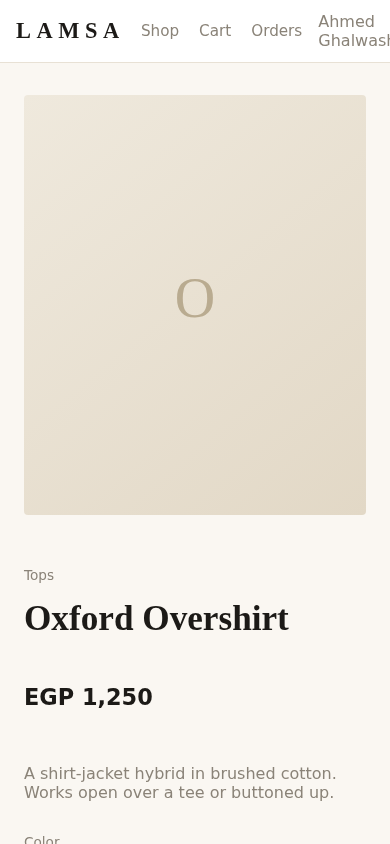 LAMSA
Shop
Cart
Orders
Ahmed
Ghalwash
O
Tops
Oxford Overshirt
EGP 1,250
A shirt-jacket hybrid in brushed cotton.
Works open over a tee or buttoned up.
Color